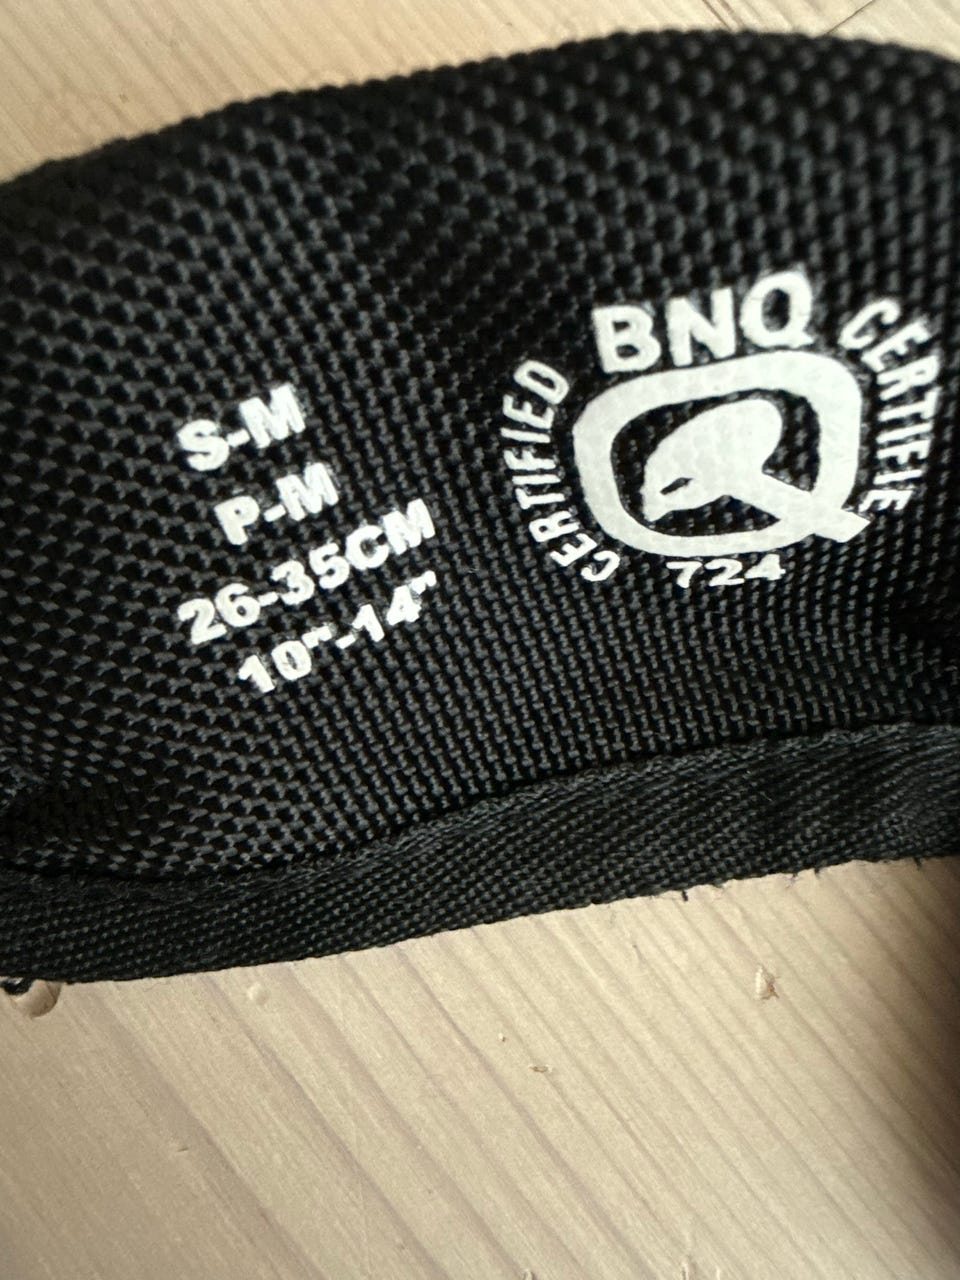 S-M
P-M
26-35CM
10"-14"
BNQ
CERTIFIED
CERTIFIÉ
724